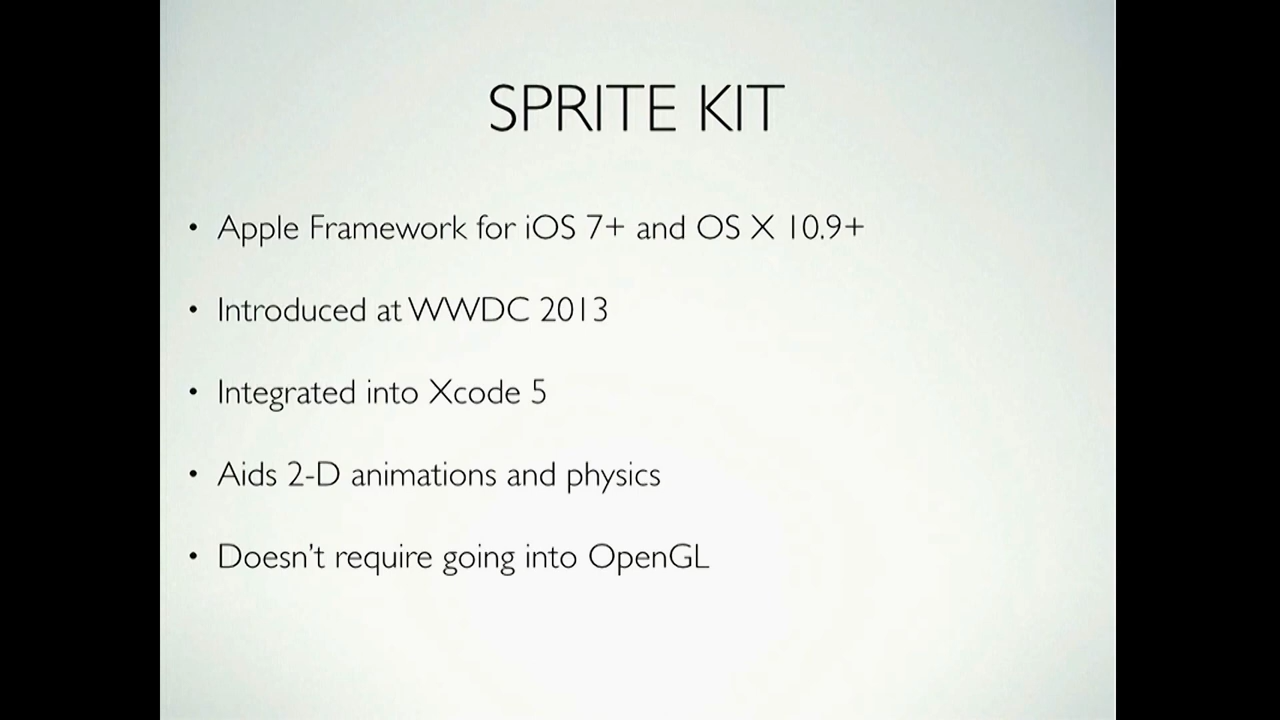 SPRITE KIT
• Apple Framework for iOS 7+ and OS X 10.9+
• Introduced at WWDC 2013
• Integrated into Xcode 5
• Aids 2-D animations and physics
• Doesn’t require going into OpenGL